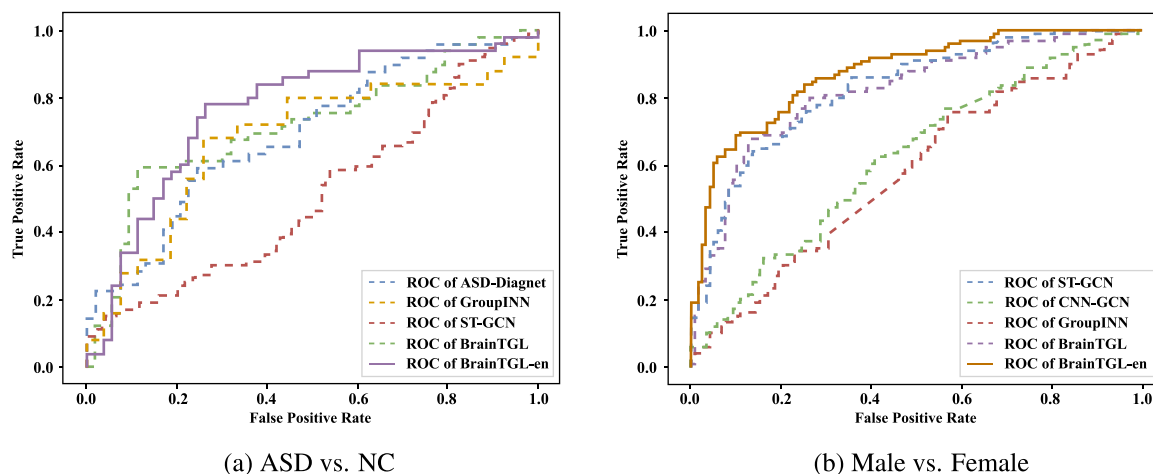 1.0
0.8
0.6
0.4
0.2
0.0
True Positive Rate
0.0 0.2 0.4 0.6 0.8 1.0
False Positive Rate
ROC of ASD-Diagnet
ROC of GroupINN
ROC of ST-GCN
ROC of BrainTGL
ROC of BrainTGL-en
(a) ASD vs. NC
1.0
0.8
0.6
0.4
0.2
0.0
True Positive Rate
0.0 0.2 0.4 0.6 0.8 1.0
False Positive Rate
ROC of ST-GCN
ROC of CNN-GCN
ROC of GroupINN
ROC of BrainTGL
ROC of BrainTGL-en
(b) Male vs. Female